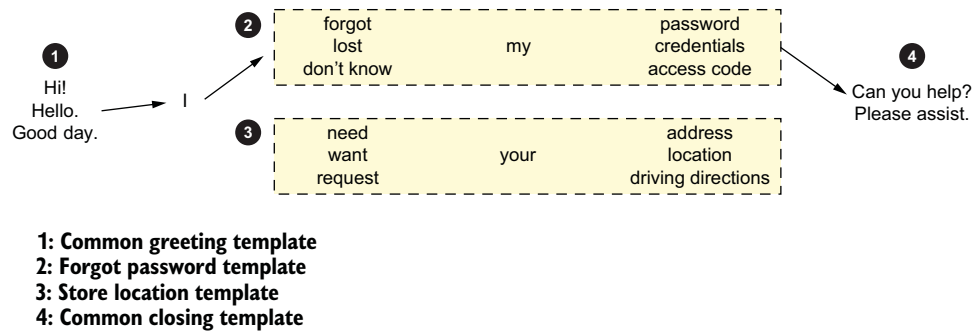 1
Hi!
Hello.
Good day.
I
2
forgot
lost
don't know
my
password
credentials
access code
3
need
want
request
your
address
location
driving directions
4
Can you help?
Please assist.
1: Common greeting template
2: Forgot password template
3: Store location template
4: Common closing template